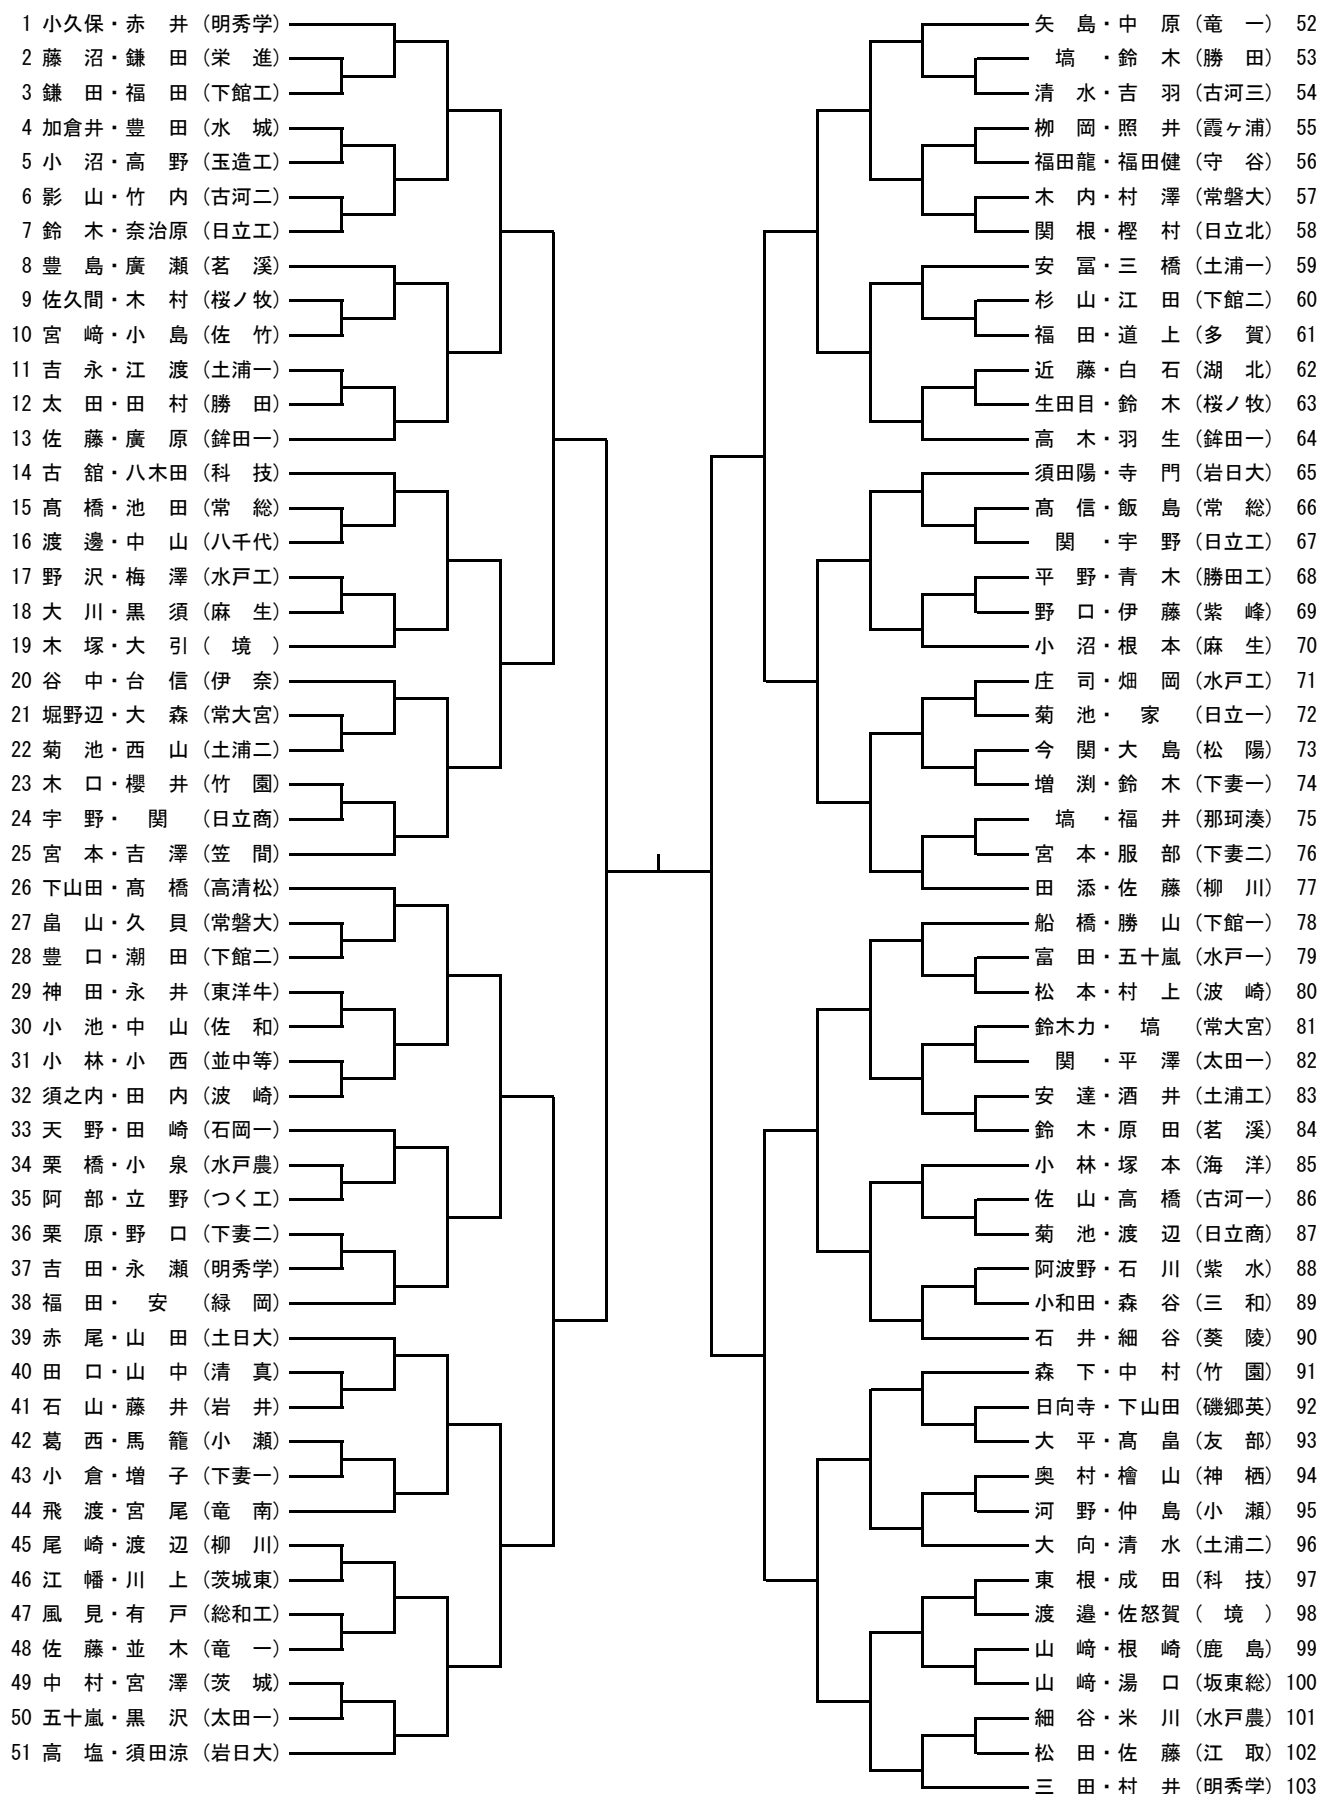 1 小久保・赤　井（明秀学）
2 藤　沼・鎌　田（栄　進）
3 鎌　田・福　田（下館工）
4 加倉井・豊　田（水　城）
5 小　沼・高　野（玉造工）
6 影　山・竹　内（古河二）
7 鈴　木・奈治原（日立工）
8 豊　島・廣　瀬（茗　溪）
9 佐久間・木　村（桜ノ牧）
10 宮　﨑・小　島（佐　竹）
11 吉　永・江　渡（土浦一）
12 太　田・田　村（勝　田）
13 佐　藤・廣　原（鉾田一）
14 古　舘・八木田（科　技）
15 髙　橋・池　田（常　総）
16 渡　邊・中　山（八千代）
17 野　沢・梅　澤（水戸工）
18 大　川・黒　須（麻　生）
19 木　塚・大　引（　境　）
20 谷　中・台　信（伊　奈）
21 堀野辺・大　森（常大宮）
22 菊　池・西　山（土浦二）
23 木　口・櫻　井（竹　園）
24 宇　野・　関　（日立商）
25 宮　本・吉　澤（笠　間）
26 下山田・髙　橋（高清松）
27 畠　山・久　貝（常磐大）
28 豊　口・潮　田（下館二）
29 神　田・永　井（東洋牛）
30 小　池・中　山（佐　和）
31 小　林・小　西（並中等）
32 須之内・田　内（波　崎）
33 天　野・田　崎（石岡一）
34 栗　橋・小　泉（水戸農）
35 阿　部・立　野（つく工）
36 栗　原・野　口（下妻二）
37 吉　田・永　瀬（明秀学）
38 福　田・　安　（緑　岡）
39 赤　尾・山　田（土日大）
40 田　口・山　中（清　真）
41 石　山・藤　井（岩　井）
42 葛　西・馬　籠（小　瀬）
43 小　倉・増　子（下妻一）
44 飛　渡・宮　尾（竜　南）
45 尾　崎・渡　辺（柳　川）
46 江　幡・川　上（茨城東）
47 風　見・有　戸（総和工）
48 佐　藤・並　木（竜　一）
49 中　村・宮　澤（茨　城）
50 五十嵐・黒　沢（太田一）
51 高　塩・須田涼（岩日大）
矢　島・中　原（竜　一） 52
　塙　・鈴　木（勝　田） 53
清　水・吉　羽（古河三） 54
栁　岡・照　井（霞ヶ浦） 55
福田龍・福田健（守　谷） 56
木　内・村　澤（常磐大） 57
関　根・樫　村（日立北） 58
安　冨・三　橋（土浦一） 59
杉　山・江　田（下館二） 60
福　田・道　上（多　賀） 61
近　藤・白　石（湖　北） 62
生田目・鈴　木（桜ノ牧） 63
高　木・羽　生（鉾田一） 64
須田陽・寺　門（岩日大） 65
髙　信・飯　島（常　総） 66
　関　・宇　野（日立工） 67
平　野・青　木（勝田工） 68
野　口・伊　藤（紫　峰） 69
小　沼・根　本（麻　生） 70
庄　司・畑　岡（水戸工） 71
菊　池・　家　（日立一） 72
今　関・大　島（松　陽） 73
増　渕・鈴　木（下妻一） 74
　塙　・福　井（那珂湊） 75
宮　本・服　部（下妻二） 76
田　添・佐　藤（柳　川） 77
船　橋・勝　山（下館一） 78
富　田・五十嵐（水戸一） 79
松　本・村　上（波　崎） 80
鈴木力・　塙　（常大宮） 81
　関　・平　澤（太田一） 82
安　達・酒　井（土浦工） 83
鈴　木・原　田（茗　溪） 84
小　林・塚　本（海　洋） 85
佐　山・高　橋（古河一） 86
菊　池・渡　辺（日立商） 87
阿波野・石　川（紫　水） 88
小和田・森　谷（三　和） 89
石　井・細　谷（葵　陵） 90
森　下・中　村（竹　園） 91
日向寺・下山田（磯郷英） 92
大　平・髙　畠（友　部） 93
奥　村・檜　山（神　栖） 94
河　野・仲　島（小　瀬） 95
大　向・清　水（土浦二） 96
東　根・成　田（科　技） 97
渡　邉・佐怒賀（　境　） 98
山　﨑・根　崎（鹿　島） 99
山　﨑・湯　口（坂東総） 100
細　谷・米　川（水戸農） 101
松　田・佐　藤（江　取） 102
三　田・村　井（明秀学） 103